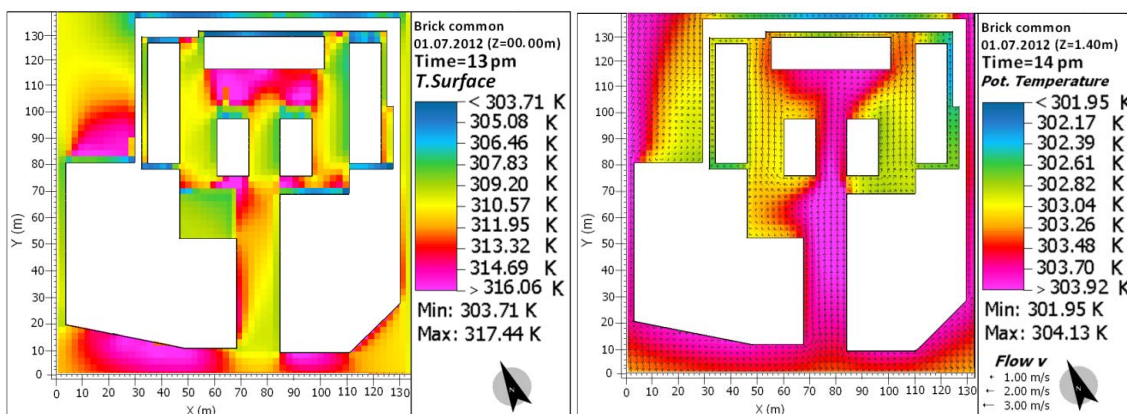 Brick common
01.07.2012 (Z=00.00m)
Time=13 pm
T.Surface
< 303.71 K
305.08 K
306.46 K
307.83 K
309.20 K
310.57 K
311.95 K
313.32 K
314.69 K
> 316.06 K
Min: 303.71 K
Max: 317.44 K
N
Y (m)
130
120
110
100
90
80
70
60
50
40
30
20
10
0
0 10 20 30 40 50 60 70 80 90 100 110 120 130
X (m)
Brick common
01.07.2012 (Z=1.40m)
Time=14 pm
Pot. Temperature
< 301.95 K
302.17 K
302.39 K
302.61 K
302.82 K
303.04 K
303.26 K
303.48 K
303.70 K
> 303.92 K
Min: 301.95 K
Max: 304.13 K
Flow v
1.00 m/s
2.00 m/s
3.00 m/s
N
Y (m)
130
120
110
100
90
80
70
60
50
40
30
20
10
0
0 10 20 30 40 50 60 70 80 90 100 110 120 130
X (m)